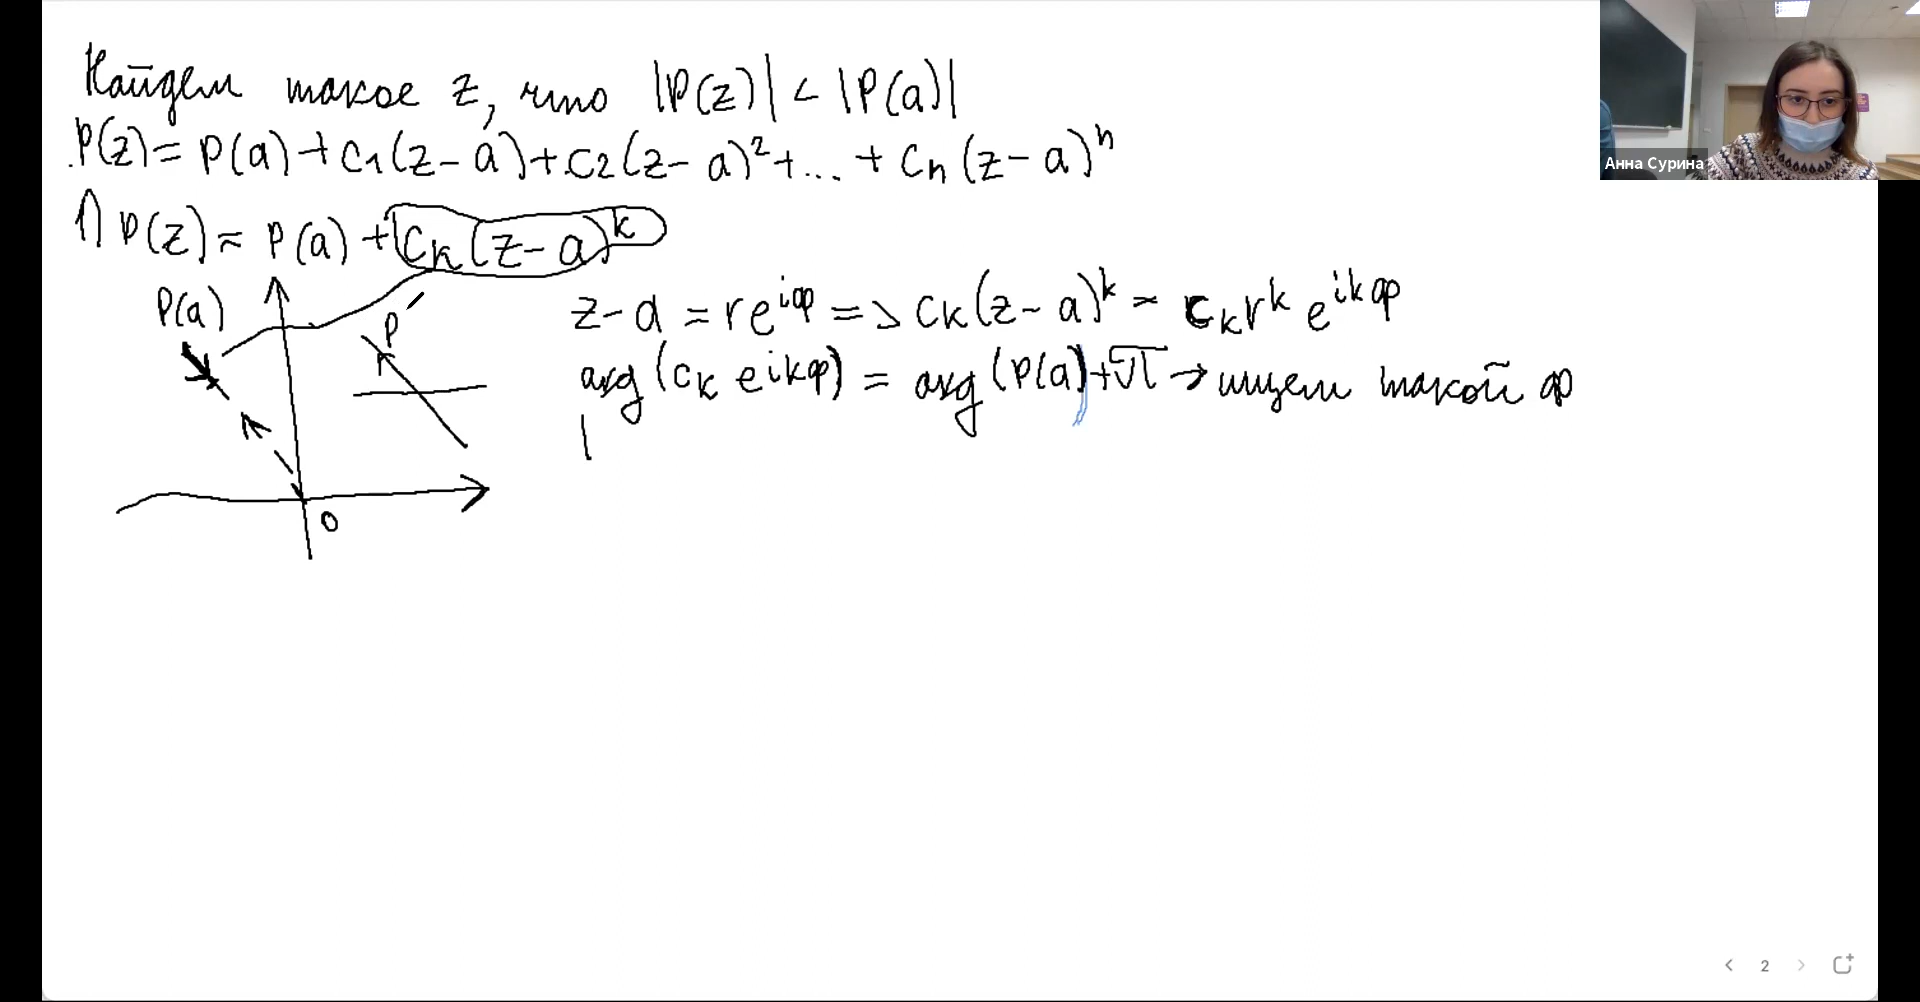 Найдем такое z, что |P(z)| < |P(a)|
P(z) = P(a) + c₁(z-a) + c₂(z-a)² + ... + cₙ(z-a)ⁿ
1) P(z) ≈ P(a) + cₖ(z-a)ᵏ
P(a)
P'
0
z-a = re^{iφ} => cₖ(z-a)ᵏ = cₖrᵏ e^{ikφ}
arg(cₖ e^{ikφ}) = arg(P(a)) + π → ищем такой φ
|
Анна Сурина
2